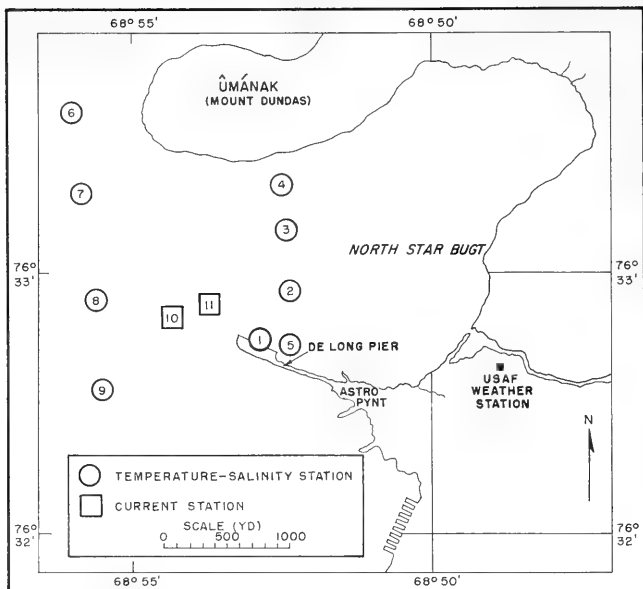 68° 55'
68° 50'
ÛMÁNAK
(MOUNT DUNDAS)
6
4
7
3
NORTH STAR BUGT
76°
33'
76°
33'
2
8
11
10
1
5
DE LONG PIER
9
ASTRO
PYNT
USAF
WEATHER
STATION
N
TEMPERATURE-SALINITY STATION
CURRENT STATION
SCALE (YD)
0 500 1000
76°
32'
76°
32'
68° 55'
68° 50'